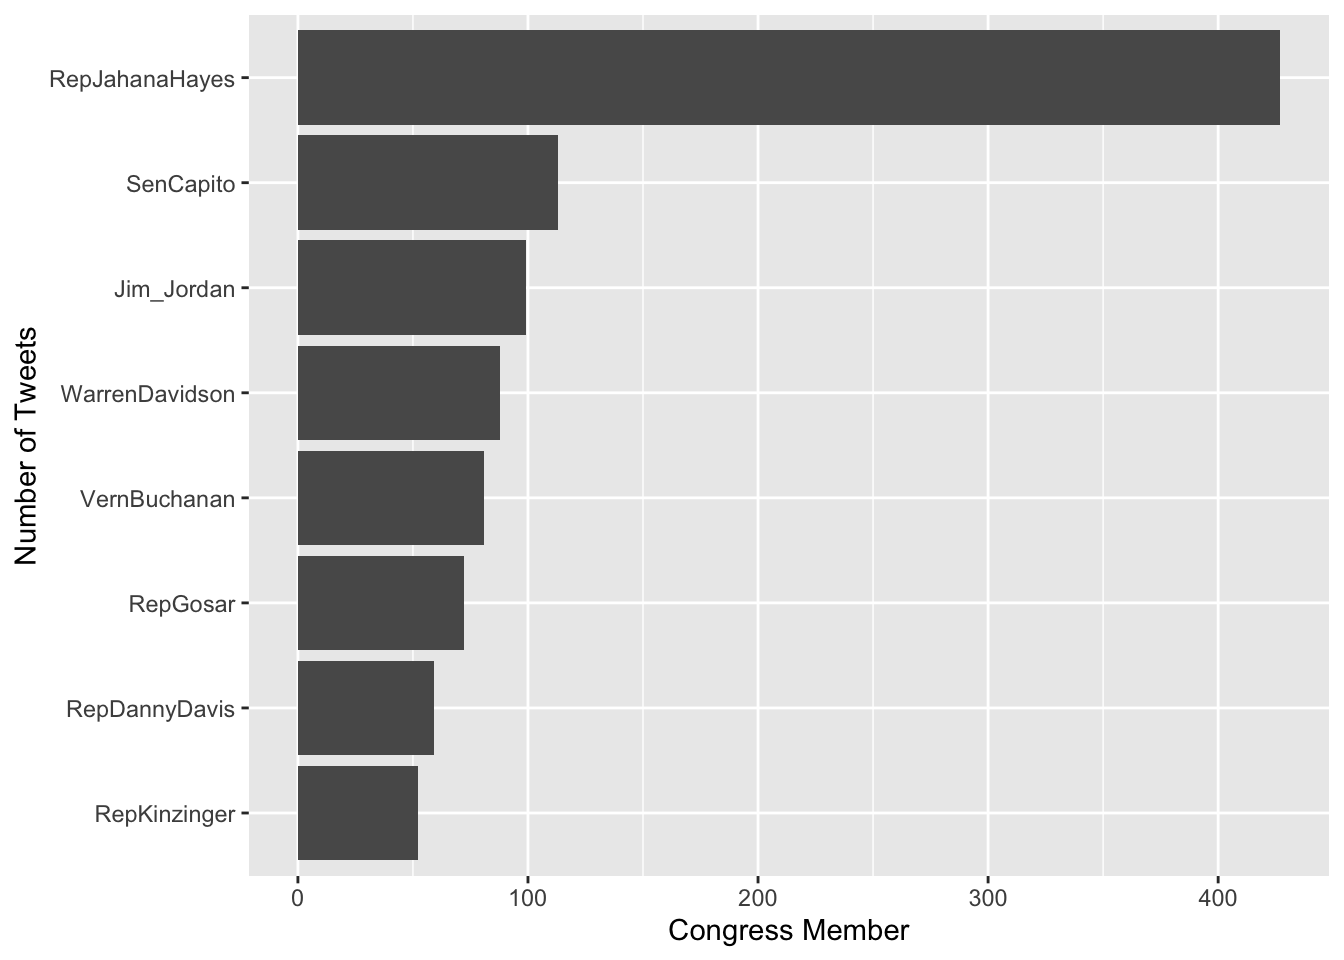 RepJahanaHayes
SenCapito
Jim_Jordan
WarrenDavidson
VernBuchanan
RepGosar
RepDannyDavis
RepKinzinger
Number of Tweets
0 100 200 300 400
Congress Member